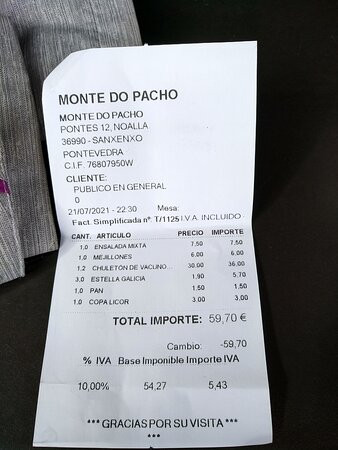 MONTE DO PACHO
MONTE DO PACHO
PONTES 12, NOALLA
36990 - SANXENXO
PONTEVEDRA
C.I.F. 76807950W
CLIENTE:
PUBLICO EN GENERAL
0
21/07/2021 - 22:30 Mesa:
Fact. Simplificada nº. T/1125 I.V.A. INCLUIDO
CANT. ARTICULO PRECIO IMPORTE
1,0 ENSALADA MIXTA 7,50 7,50
1,0 MEJILLONES 6,00 6,00
1,2 CHULETÓN DE VACUNO... 30,00 36,00
3,0 ESTELLA GALICIA 1,90 5,70
1,0 PAN 1,50 1,50
1,0 COPA LICOR 3,00 3,00
TOTAL IMPORTE: 59,70 €
Cambio: -59,70
% IVA Base Imponible Importe IVA
10,00% 54,27 5,43
*** GRACIAS POR SU VISITA ***
***